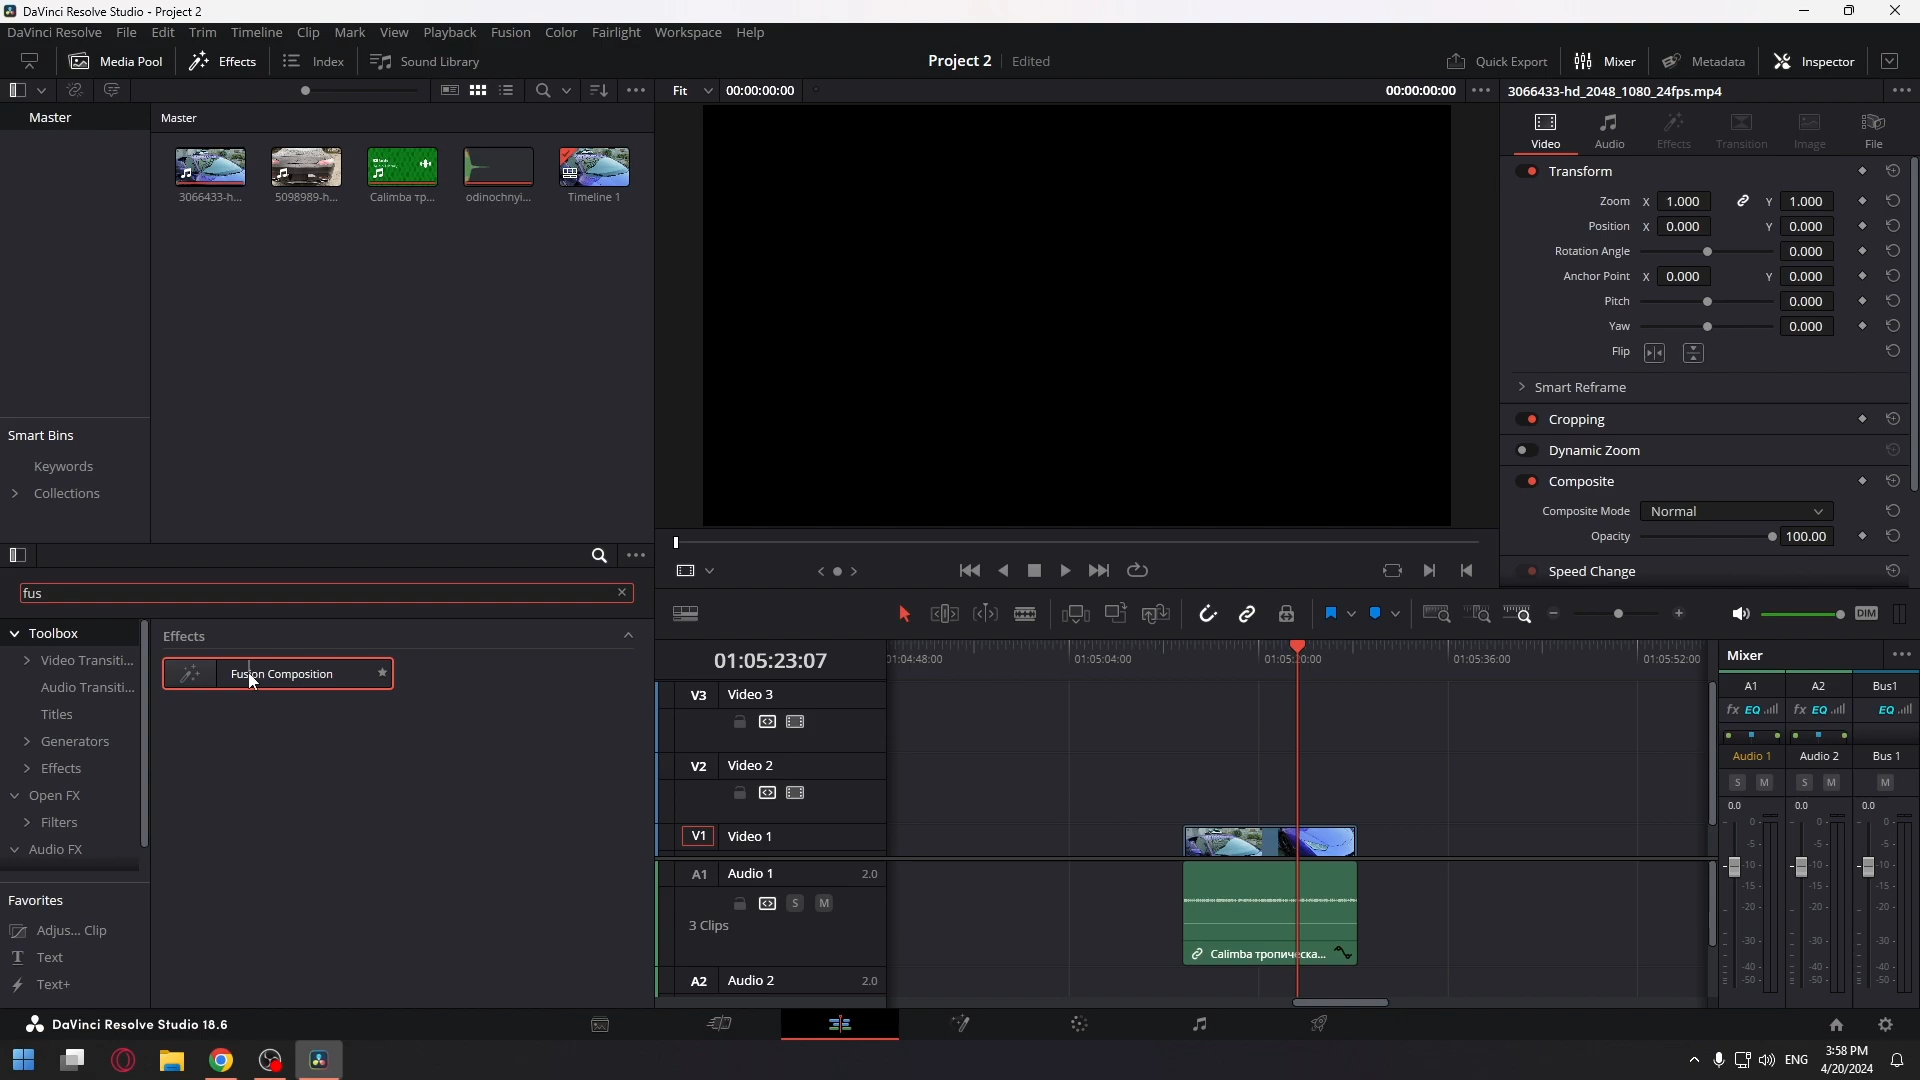 DaVinci Resolve Studio - Project 2
DaVinci Resolve File Edit Trim Timeline Clip Mark View Playback Fusion Color Fairlight Workspace Help
Media Pool Effects Index Sound Library Project 2 Edited Quick Export Mixer Metadata Inspector
Fit 00:00:00:00 00:00:00:00 3066433-hd_2048_1080_24fps.mp4
Master Master
Video Audio Effects Transition Image File
3066433-h... 5098989-h... Calimba тр... odinochnyi... Timeline 1
Transform
Zoom X 1.000 Y 1.000
Position X 0.000 Y 0.000
Rotation Angle 0.000
Anchor Point X 0.000 Y 0.000
Pitch 0.000
Yaw 0.000
Flip
Smart Reframe
Cropping
Dynamic Zoom
Composite
Composite Mode Normal
Opacity 100.00
Speed Change
Smart Bins
Keywords
Collections
fus
Toolbox
Video Transiti...
Audio Transiti...
Titles
Generators
Effects
Open FX
Filters
Audio FX
Effects
Fusion Composition
Favorites
Adjus... Clip
Text
Text+
DIM
01:05:23:07 01:04:48:00 01:05:04:00 01:05:20:00 01:05:36:00 01:05:52:00
V3 Video 3
V2 Video 2
V1 Video 1
A1 Audio 1 2.0
S M
3 Clips
Calimba тропическа...
A2 Audio 2 2.0
Mixer
A1 A2 Bus1
fx EQ fx EQ EQ
Audio 1 Audio 2 Bus 1
S M S M M
0.0 0.0 0.0
0 0 0
-5 -5 -5
-10 -10 -10
-15 -15 -15
-20 -20 -20
-30 -30 -30
-40 -40 -40
-50 -50 -50
DaVinci Resolve Studio 18.6
ENG 3:58 PM
4/20/2024